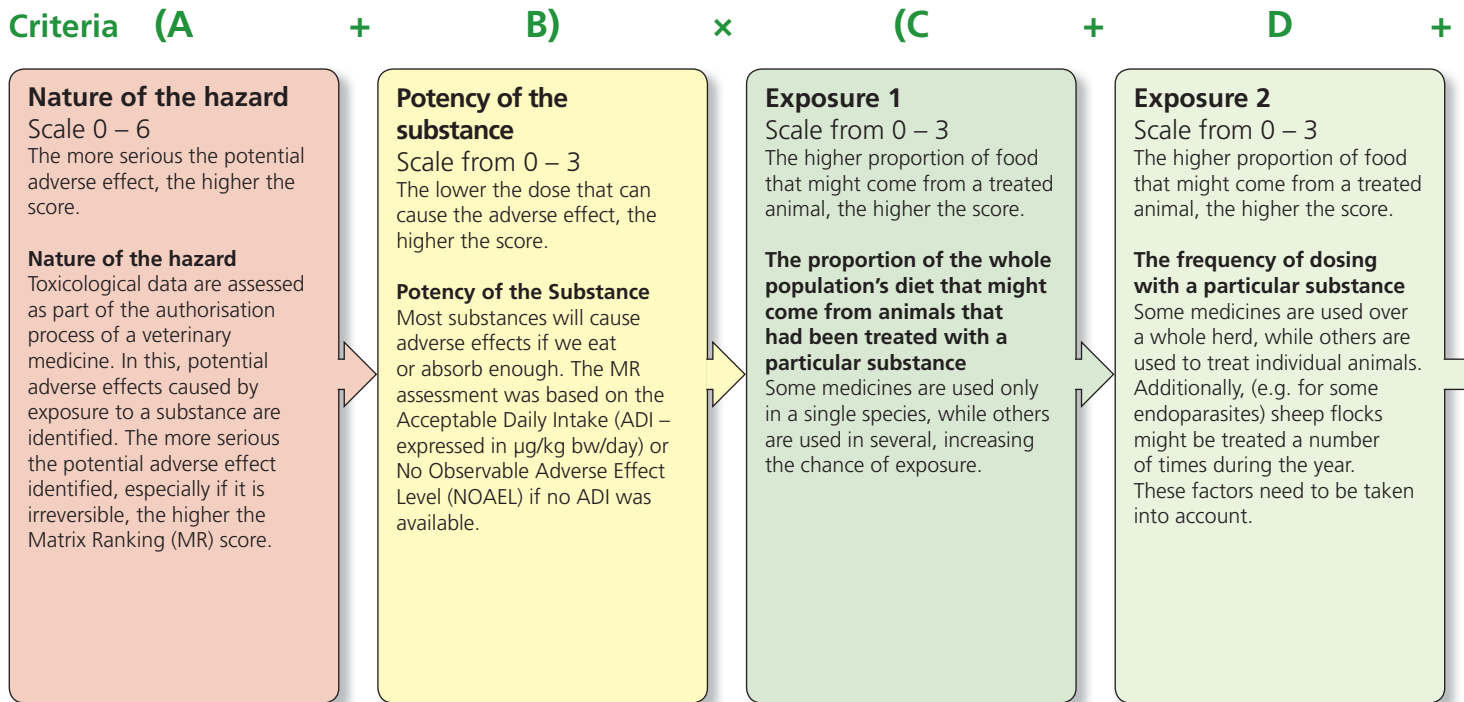 Criteria (A + B) × (C + D +
Nature of the hazard
Scale 0 – 6
The more serious the potential
adverse effect, the higher the
score.
Nature of the hazard
Toxicological data are assessed
as part of the authorisation
process of a veterinary
medicine. In this, potential
adverse effects caused by
exposure to a substance are
identified. The more serious
the potential adverse effect
identified, especially if it is
irreversible, the higher the
Matrix Ranking (MR) score.
Potency of the
substance
Scale from 0 – 3
The lower the dose that can
cause the adverse effect, the
higher the score.
Potency of the Substance
Most substances will cause
adverse effects if we eat
or absorb enough. The MR
assessment was based on the
Acceptable Daily Intake (ADI –
expressed in µg/kg bw/day) or
No Observable Adverse Effect
Level (NOAEL) if no ADI was
available.
Exposure 1
Scale from 0 – 3
The higher proportion of food
that might come from a treated
animal, the higher the score.
The proportion of the whole
population's diet that might
come from animals that
had been treated with a
particular substance
Some medicines are used only
in a single species, while others
are used in several, increasing
the chance of exposure.
Exposure 2
Scale from 0 – 3
The higher proportion of food
that might come from a treated
animal, the higher the score.
The frequency of dosing
with a particular substance
Some medicines are used over
a whole herd, while others are
used to treat individual animals.
Additionally, (e.g. for some
endoparasites) sheep flocks
might be treated a number
of times during the year.
These factors need to be taken
into account.